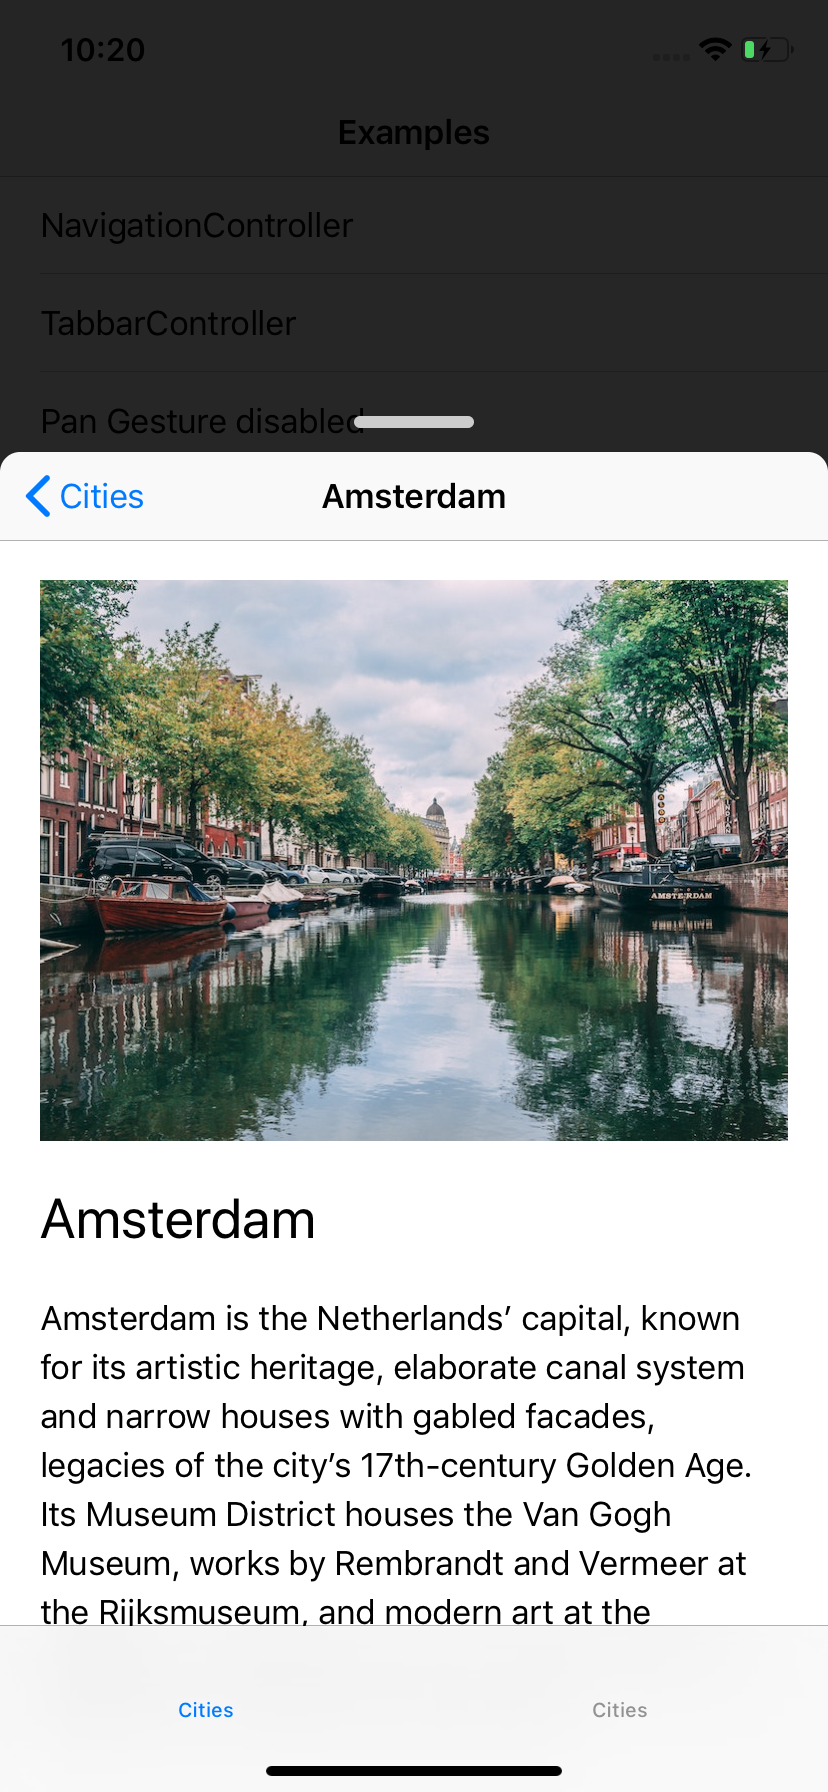 10:20
Examples
NavigationController
TabbarController
Pan Gesture disabled
Cities
Amsterdam
AMSTERDAM
Amsterdam
Amsterdam is the Netherlands’ capital, known
for its artistic heritage, elaborate canal system
and narrow houses with gabled facades,
legacies of the city’s 17th-century Golden Age.
Its Museum District houses the Van Gogh
Museum, works by Rembrandt and Vermeer at
the Rijksmuseum, and modern art at the
Cities
Cities